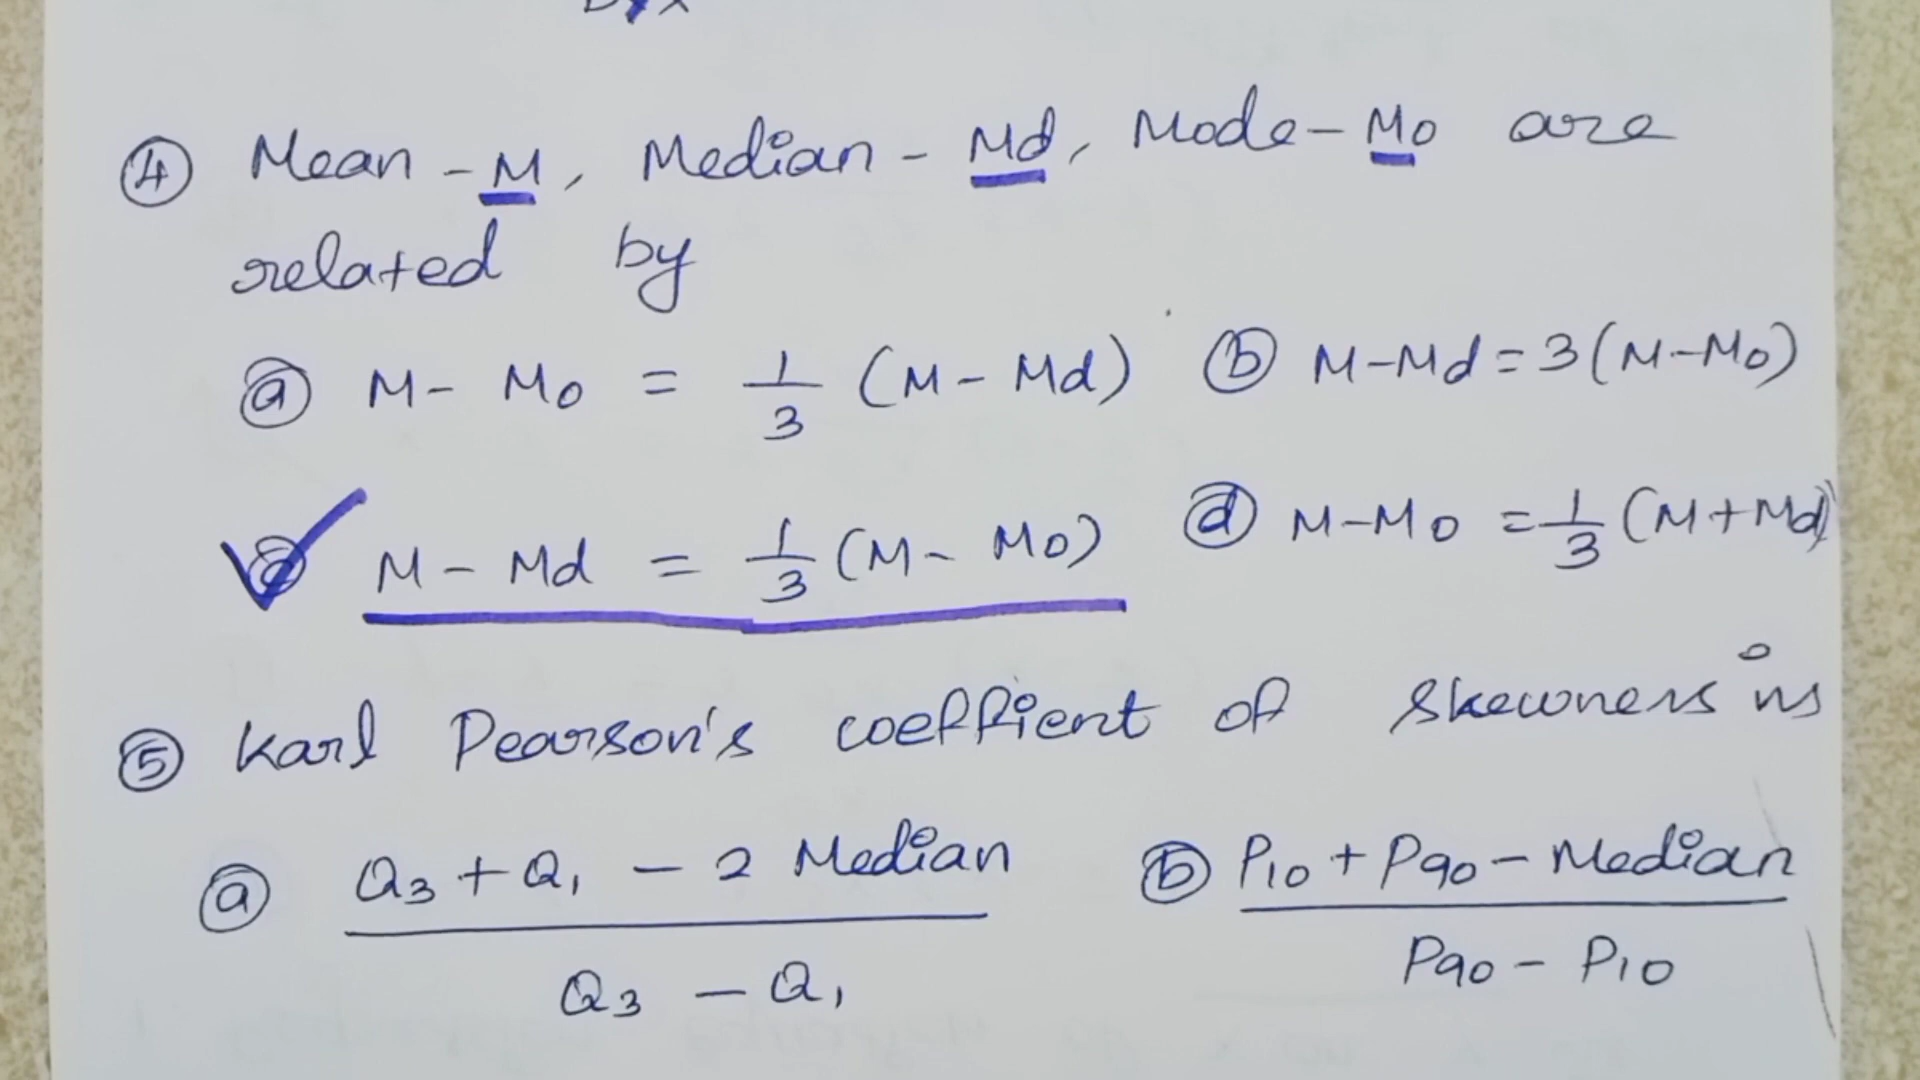 ④ Mean - M, Median - Md, Mode - Mo are
related by
ⓐ M - Mo = 1/3 (M - Md) ⓑ M - Md = 3 (M - Mo)
ⓒ M - Md = 1/3 (M - Mo) ⓓ M - Mo = 1/3 (M + Md)
⑤ Karl Pearson's coeffient of skewness is
ⓐ Q3 + Q1 - 2 Median / Q3 - Q1 ⓑ P10 + P90 - Median / P90 - P10